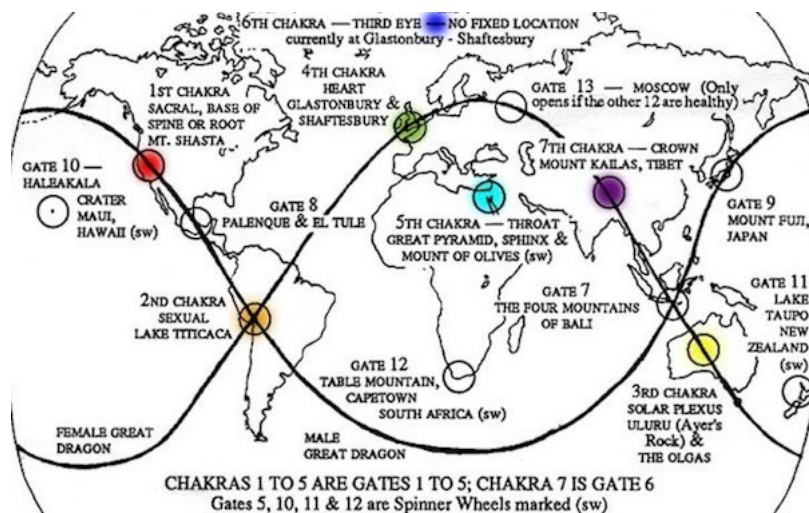 6TH CHAKRA — THIRD EYE — NO FIXED LOCATION
currently at Glastonbury - Shaftesbury
1ST CHAKRA
SACRAL, BASE OF
SPINE OR ROOT
MT. SHASTA
4TH CHAKRA
HEART
GLASTONBURY &
SHAFTESBURY
GATE 13 — MOSCOW (Only
opens if the other 12 are healthy)
7TH CHAKRA — CROWN
MOUNT KAILAS, TIBET
GATE 10 —
HALEAKALA
CRATER
MAUI,
HAWAII (sw)
GATE 8
PALENQUE & EL TULE
5TH CHAKRA — THROAT
GREAT PYRAMID, SPHINX &
MOUNT OF OLIVES (sw)
GATE 9
MOUNT FUJI,
JAPAN
2ND CHAKRA
SEXUAL
LAKE TITICACA
GATE 7
THE FOUR MOUNTAINS
OF BALI
GATE 11
LAKE
TAUPO
NEW
ZEALAND
(sw)
GATE 12
TABLE MOUNTAIN,
CAPETOWN
SOUTH AFRICA (sw)
3RD CHAKRA
SOLAR PLEXUS
ULURU (Ayer's
Rock) &
THE OLGAS
FEMALE GREAT
DRAGON
MALE
GREAT DRAGON
CHAKRAS 1 TO 5 ARE GATES 1 TO 5; CHAKRA 7 IS GATE 6
Gates 5, 10, 11 & 12 are Spinner Wheels marked (sw)